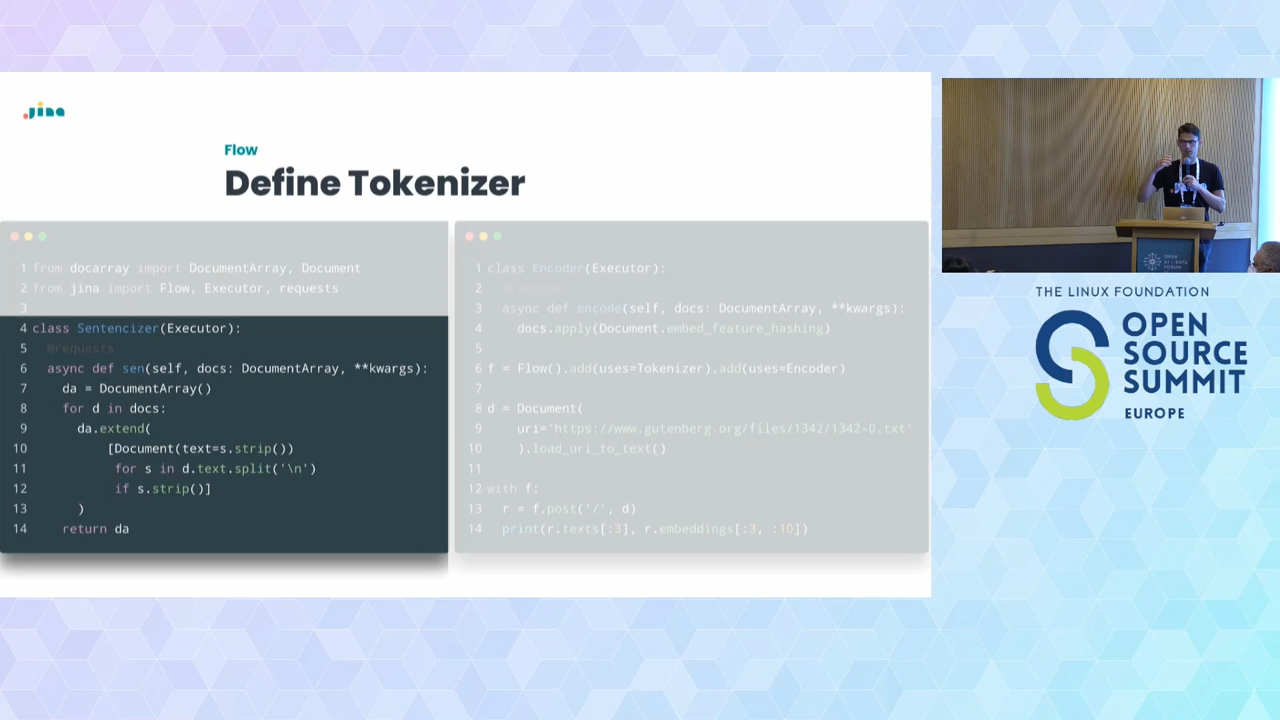 .jina
Flow
Define Tokenizer
1 from docarray import DocumentArray, Document
2 from jina import Flow, Executor, requests
3
4 class Sentencizer(Executor):
5 @requests
6 async def sen(self, docs: DocumentArray, **kwargs):
7 da = DocumentArray()
8 for d in docs:
9 da.extend(
10 [Document(text=s.strip())
11 for s in d.text.split('\n')
12 if s.strip()]
13 )
14 return da
1 class Encoder(Executor):
2
3 async def encode(self, docs: DocumentArray, **kwargs):
4 docs.apply(Document.embed_feature_hashing)
5
6 f = Flow().add(uses=Tokenizer).add(uses=Encoder)
7
8 d = Document(
9 uri='https://www.gutenberg.org/files/1342/1342-0.txt'
10 ).load_uri_to_text()
11
12 with f:
13 r = f.post('/', d)
14 print(r.texts[:3], r.embeddings[:3, :10])
OPEN
AI + DATA
FORUM
THE LINUX FOUNDATION
OPEN
SOURCE
SUMMIT
EUROPE